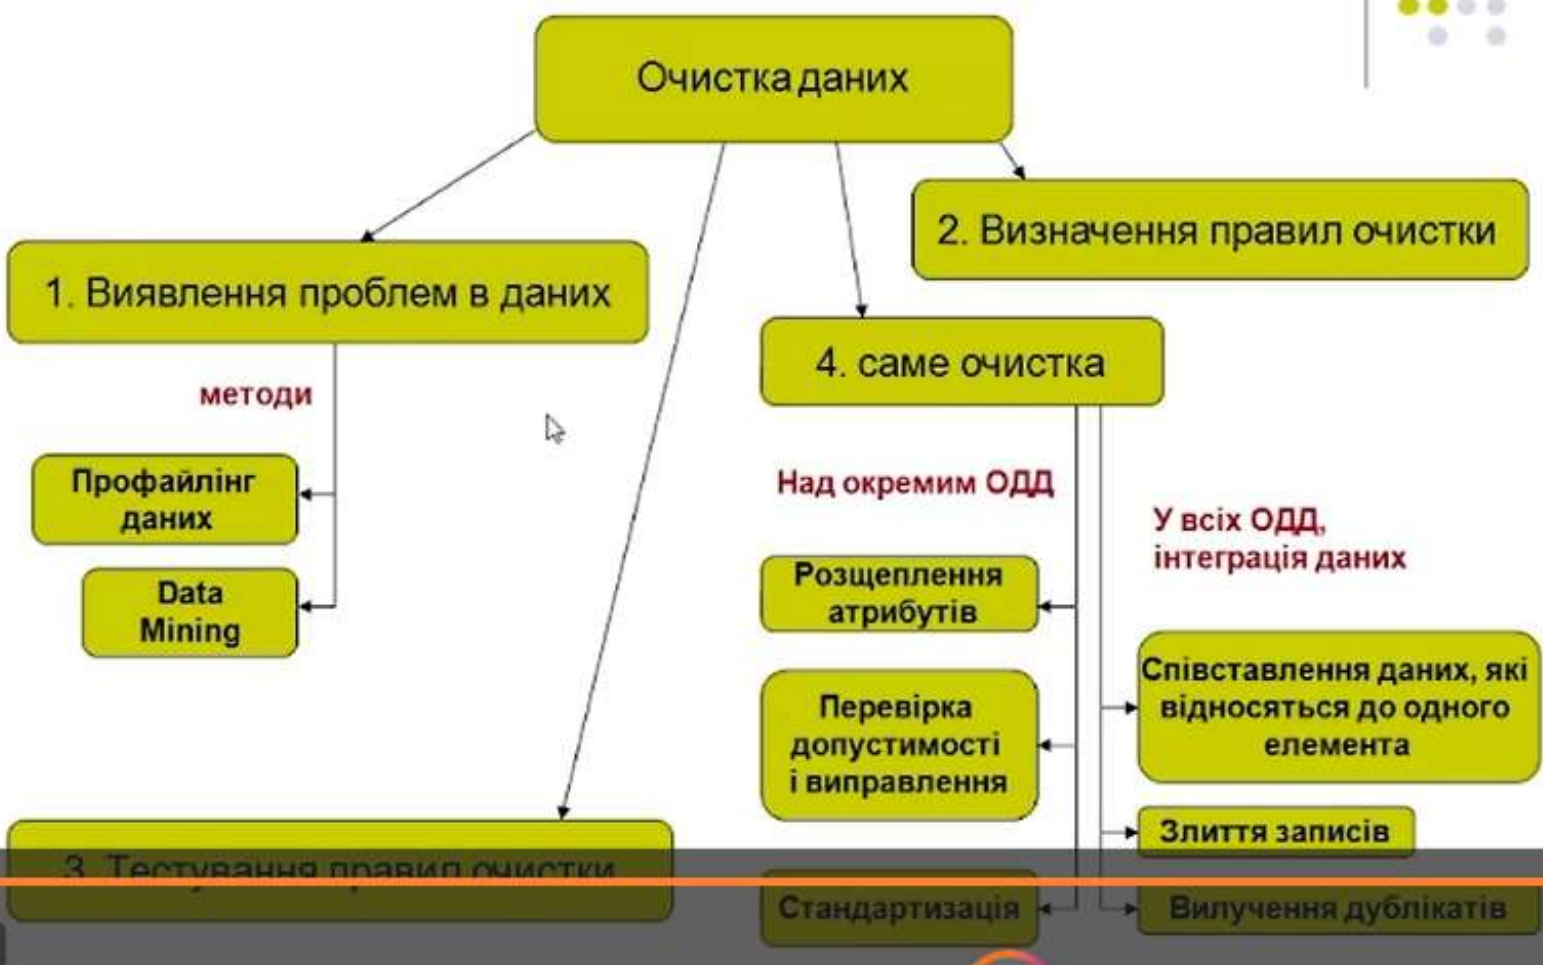 Очистка даних
2. Визначення правил очистки
1. Виявлення проблем в даних
4. саме очистка
методи
Профайлінг
даних
Data
Mining
Над окремим ОДД
У всіх ОДД,
інтеграція даних
Розщеплення
атрибутів
Перевірка
допустимості
і виправлення
Стандартизація
Співставлення даних, які
відносяться до одного
елемента
Злиття записів
Вилучення дублікатів
3. Тестування правил очистки